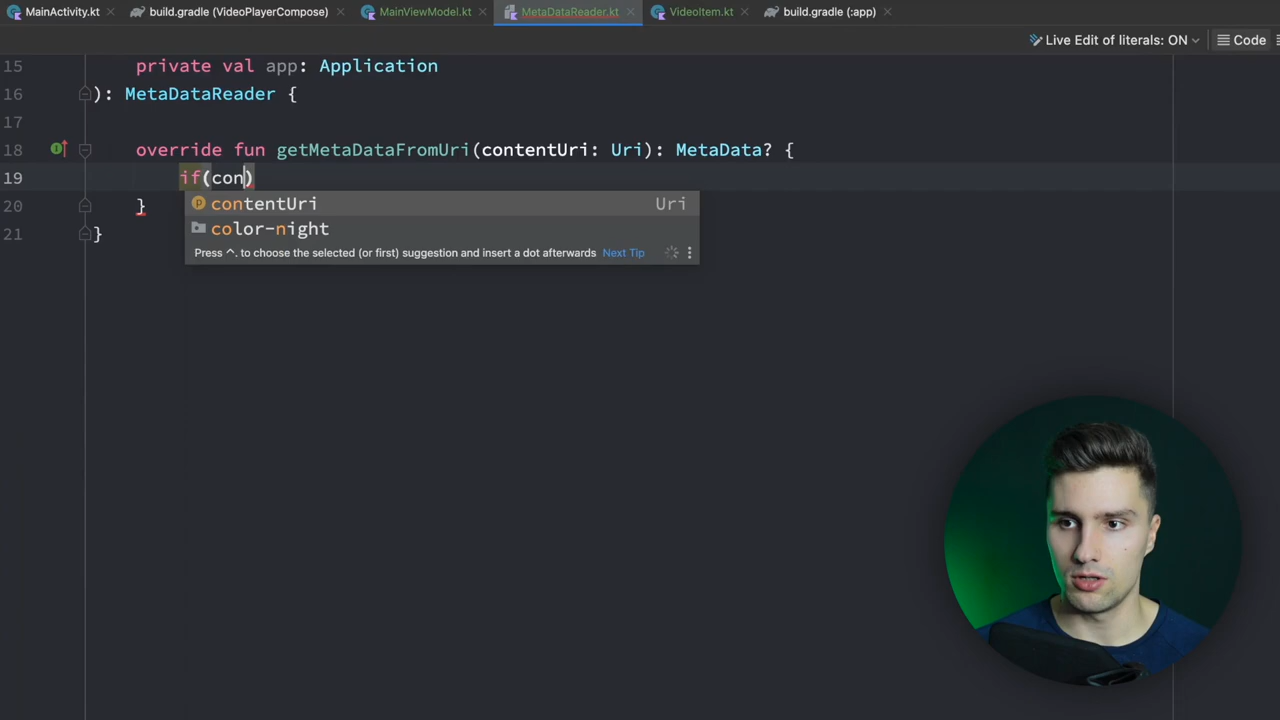 MainActivity.kt build.gradle (VideoPlayerCompose) MainViewModel.kt MetaDataReader.kt VideoItem.kt build.gradle (:app)
Live Edit of literals: ON Code
15 private val app: Application
16 ): MetaDataReader {
17
18 override fun getMetaDataFromUri(contentUri: Uri): MetaData? {
19 if(con)
contentUri Uri
20 }
color-night
21 }
Press ^. to choose the selected (or first) suggestion and insert a dot afterwards Next Tip